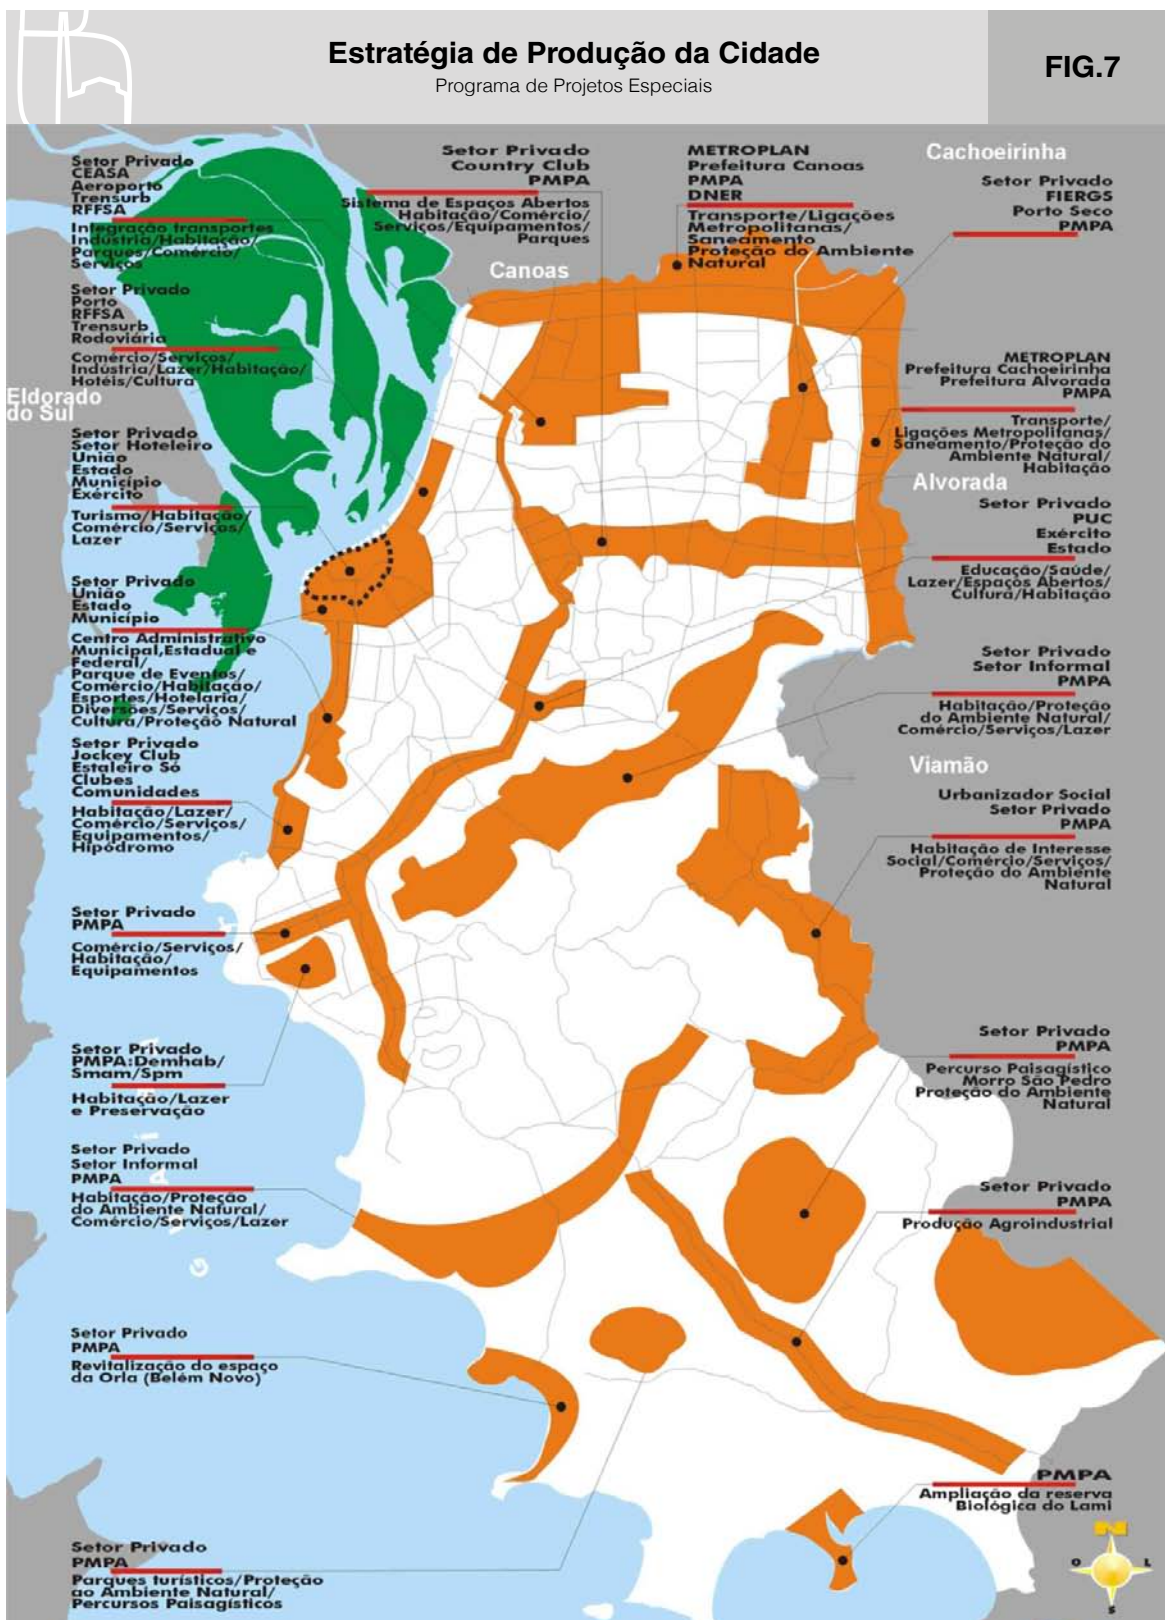 Estratégia de Produção da Cidade
Programa de Projetos Especiais
FIG.7
Setor Privado
CEASA
Aeroporto
Trensurb
RFFSA
Integração transportes
Indústria/Habitação/
Parques/Comércio/
Serviços
Setor Privado
Porto
RFFSA
Trensurb
Rodoviária
Comércio/Serviços/
Indústria/Lazer/Habitação/
Hotéis/Cultura
Eldorado
do Sul
Setor Privado
Setor Hoteleiro
União
Estado
Município
Exército
Turismo/Habitação/
Comércio/Serviços/
Lazer
Setor Privado
União
Estado
Município
Centro Administrativo
Municipal,Estadual e
Federal/
Parque de Eventos/
Comércio/Habitação/
Esportes/Hotelaria/
Diversões/Serviços/
Cultura/Proteção Natural
Setor Privado
Jockey Club
Estaleiro Só
Clubes
Comunidades
Habitação/Lazer/
Comércio/Serviços/
Equipamentos/
Hipódromo
Setor Privado
PMPA
Comércio/Serviços/
Habitação/
Equipamentos
Setor Privado
PMPA:Demhab/
Smam/Spm
Habitação/Lazer
e Preservação
Setor Privado
Setor Informal
PMPA
Habitação/Proteção
do Ambiente Natural/
Comércio/Serviços/Lazer
Setor Privado
PMPA
Revitalização do espaço
da Orla (Belém Novo)
Setor Privado
PMPA
Parques turísticos/Proteção
ao Ambiente Natural/
Percursos Paisagísticos
Setor Privado
Country Club
PMPA
Sistema de Espaços Abertos
Habitação/Comércio/
Serviços/Equipamentos/
Parques
Canoas
METROPLAN
Prefeitura Canoas
PMPA
DNER
Transporte/Ligações
Metropolitanas/
Saneamento
Proteção do Ambiente
Natural
Cachoeirinha
Setor Privado
FIERGS
Porto Seco
PMPA
METROPLAN
Prefeitura Cachoeirinha
Prefeitura Alvorada
PMPA
Transporte/
Ligações Metropolitanas/
Saneamento/Proteção do
Ambiente Natural/
Habitação
Alvorada
Setor Privado
PUC
Exército
Estado
Educação/Saúde/
Lazer/Espaços Abertos/
Cultura/Habitação
Setor Privado
Setor Informal
PMPA
Habitação/Proteção
do Ambiente Natural/
Comércio/Serviços/Lazer
Viamão
Urbanizador Social
Setor Privado
PMPA
Habitação de Interesse
Social/Comércio/Serviços/
Proteção do Ambiente
Natural
Setor Privado
PMPA
Percurso Paisagístico
Morro São Pedro
Proteção do Ambiente
Natural
Setor Privado
PMPA
Produção Agroindustrial
PMPA
Ampliação da reserva
Biológica do Lami
N
O
L
S